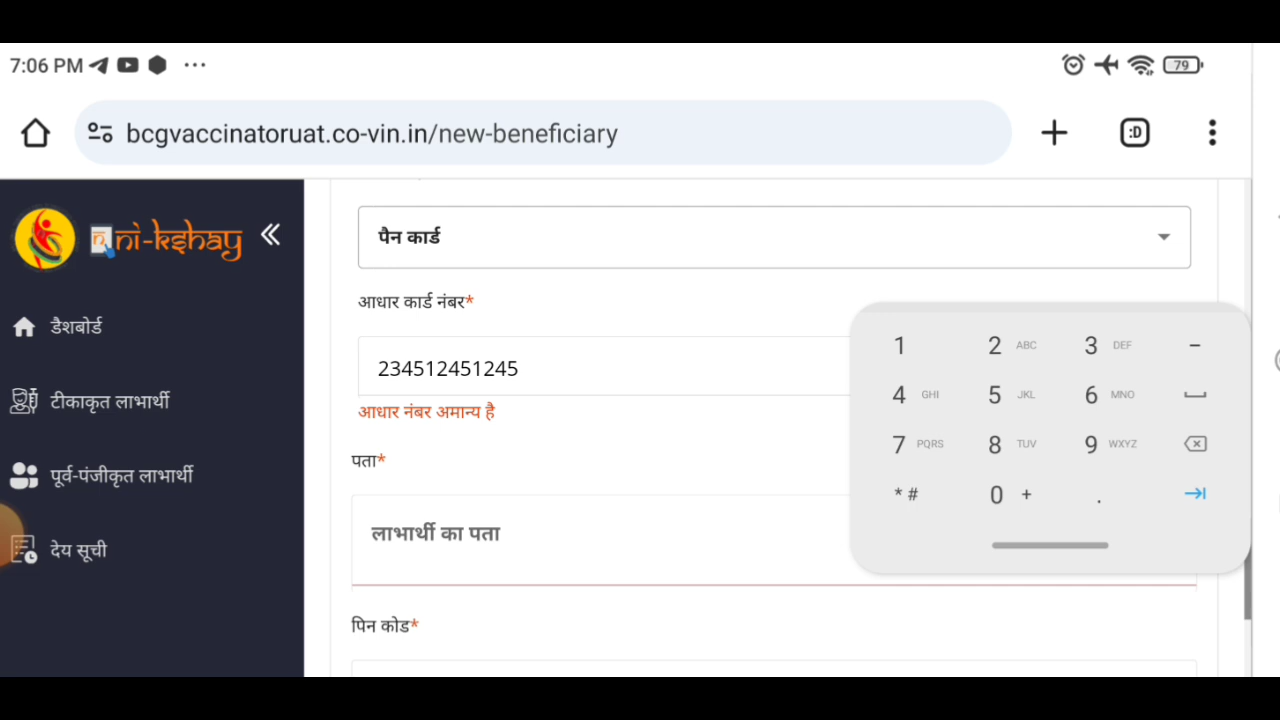 7:06 PM ...
79
bcgvaccinatoruat.co-vin.in/new-beneficiary
:D
ni-kshay
डैशबोर्ड
टीकाकृत लाभार्थी
पूर्व-पंजीकृत लाभार्थी
देय सूची
पैन कार्ड
आधार कार्ड नंबर*
234512451245
आधार नंबर अमान्य है
पता*
लाभार्थी का पता
पिन कोड*
1 2 ABC 3 DEF -
4 GHI 5 JKL 6 MNO
7 PQRS 8 TUV 9 WXYZ
* # 0 + .